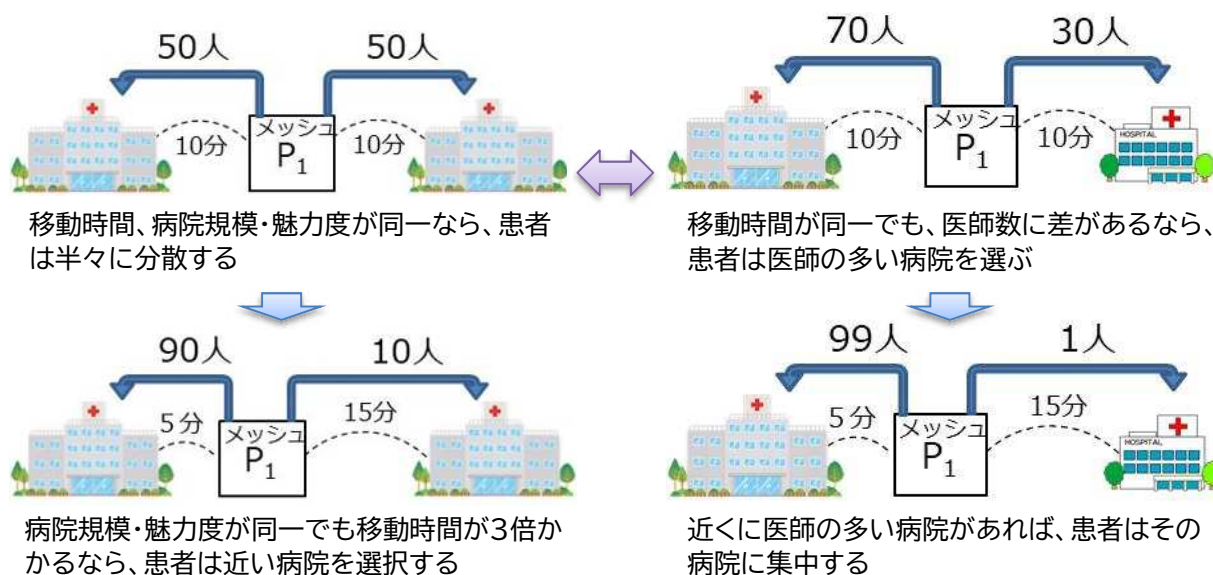 50人 50人
10分 メッシュ 10分
P1
移動時間、病院規模・魅力度が同一なら、患者
は半々に分散する
70人 30人
10分 メッシュ 10分
P1
HOSPITAL
移動時間が同一でも、医師数に差があるなら、
患者は医師の多い病院を選ぶ
90人 10人
5分 メッシュ 15分
P1
病院規模・魅力度が同一でも移動時間が3倍か
かるなら、患者は近い病院を選択する
99人 1人
5分 メッシュ 15分
P1
HOSPITAL
近くに医師の多い病院があれば、患者はその
病院に集中する